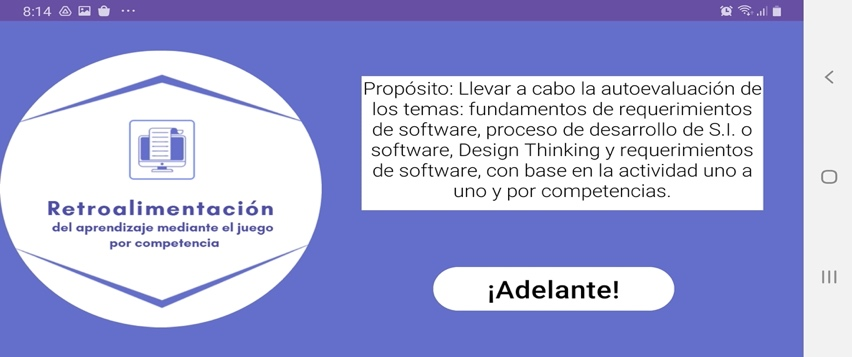 8:14
Retroalimentación
del aprendizaje mediante el juego
por competencia
Propósito: Llevar a cabo la autoevaluación de
los temas: fundamentos de requerimientos
de software, proceso de desarrollo de S.I. o
software, Design Thinking y requerimientos
de software, con base en la actividad uno a
uno y por competencias.
¡Adelante!